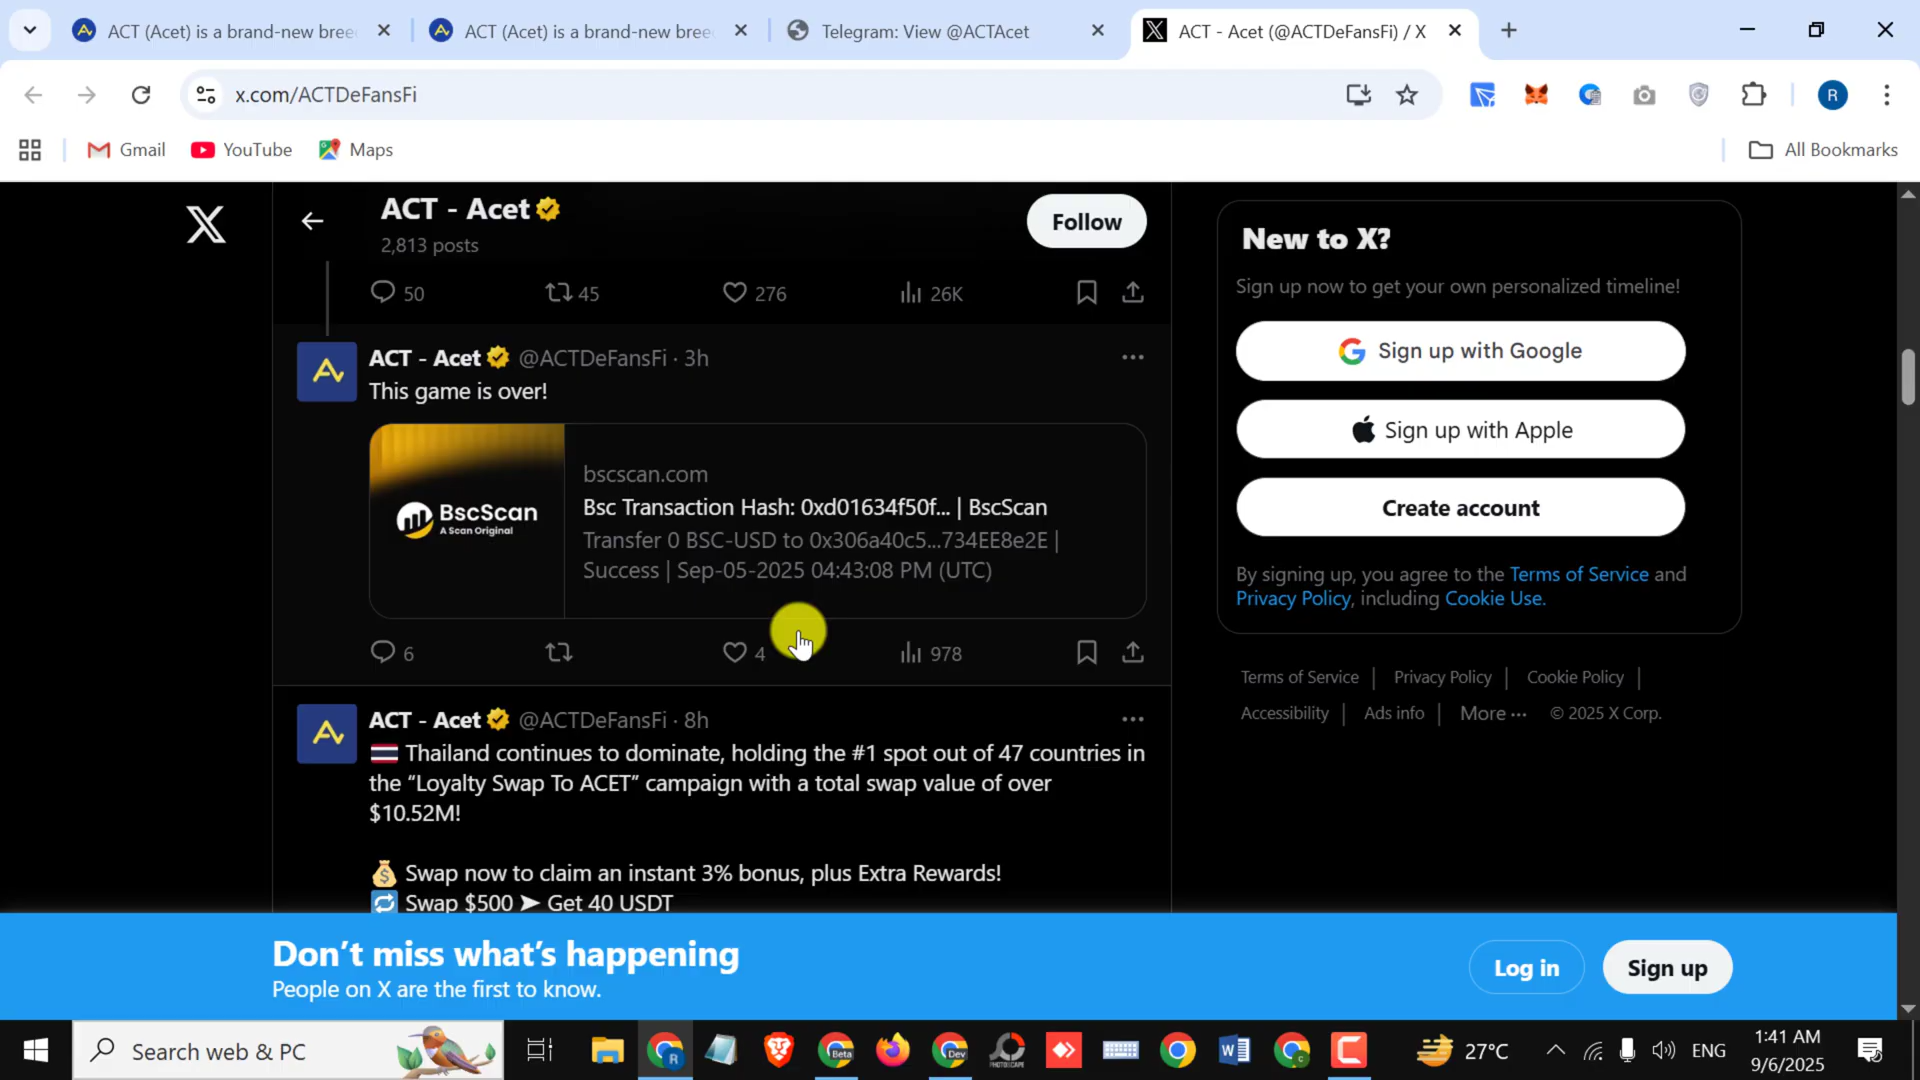 ACT (Acet) is a brand-new bree
ACT (Acet) is a brand-new bree
Telegram: View @ACTAcet
ACT - Acet (@ACTDeFansFi) / X
x.com/ACTDeFansFi
R
Gmail
YouTube
Maps
All Bookmarks
ACT - Acet
2,813 posts
Follow
50
45
276
26K
ACT - Acet @ACTDeFansFi · 3h
This game is over!
BscScan
A Scan Original
bscscan.com
Bsc Transaction Hash: 0xd01634f50f... | BscScan
Transfer 0 BSC-USD to 0x306a40c5...734EE8e2E |
Success | Sep-05-2025 04:43:08 PM (UTC)
6
4
978
ACT - Acet @ACTDeFansFi · 8h
🇹🇭 Thailand continues to dominate, holding the #1 spot out of 47 countries in
the “Loyalty Swap To ACET” campaign with a total swap value of over
$10.52M!
💰 Swap now to claim an instant 3% bonus, plus Extra Rewards!
🔁 Swap $500 ➤ Get 40 USDT
New to X?
Sign up now to get your own personalized timeline!
Sign up with Google
Sign up with Apple
Create account
By signing up, you agree to the Terms of Service and
Privacy Policy, including Cookie Use.
Terms of Service | Privacy Policy | Cookie Policy |
Accessibility | Ads info | More ··· © 2025 X Corp.
Don’t miss what’s happening
People on X are the first to know.
Log in
Sign up
Search web & PC
R
Beta
Dev
PHOTOSCAPE
W
C
27°C
ENG
1:41 AM
9/6/2025